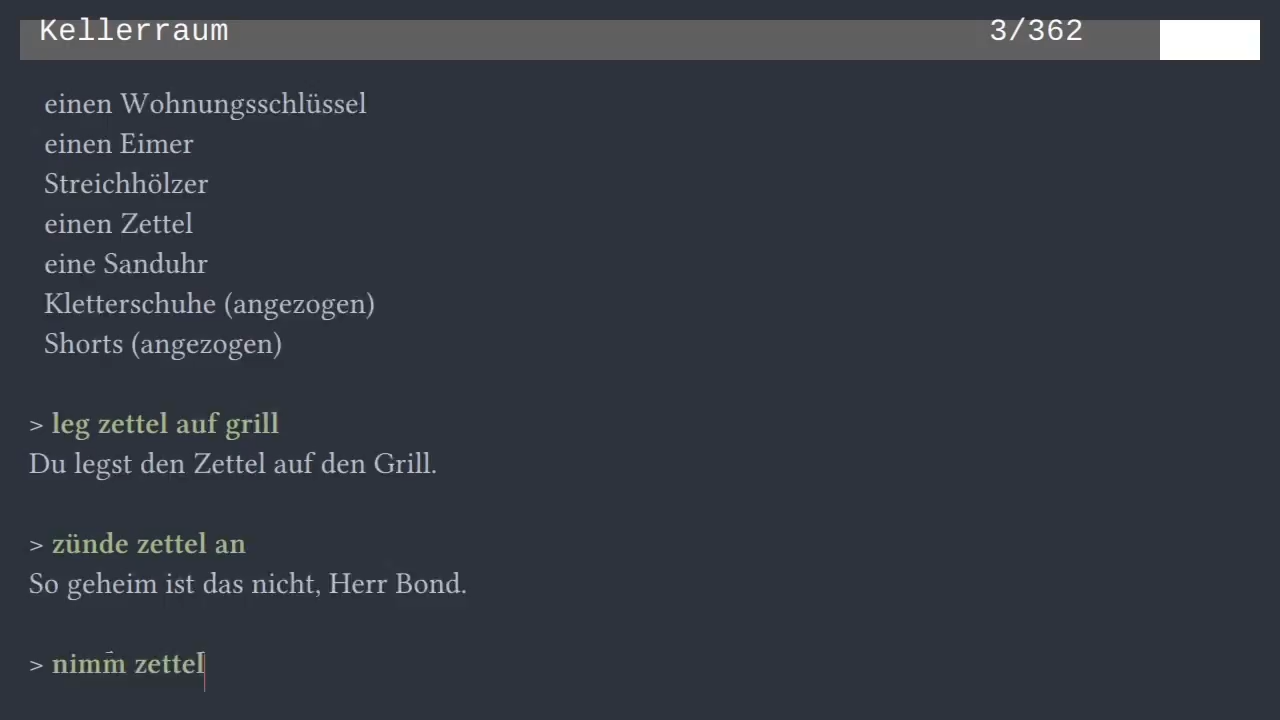 Kellerraum 3/362
einen Wohnungsschlüssel
einen Eimer
Streichhölzer
einen Zettel
eine Sanduhr
Kletterschuhe (angezogen)
Shorts (angezogen)
> leg zettel auf grill
Du legst den Zettel auf den Grill.
> zünde zettel an
So geheim ist das nicht, Herr Bond.
> nimm zettel